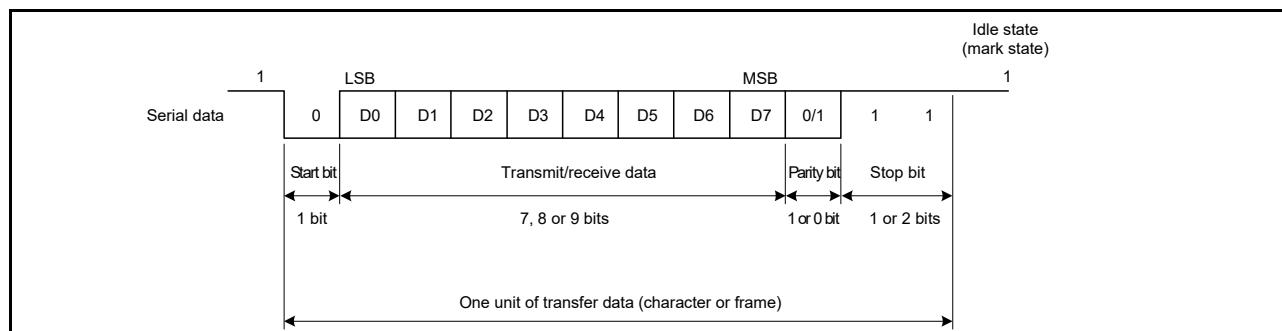 Idle state
(mark state)
1 LSB MSB 1
Serial data 0 D0 D1 D2 D3 D4 D5 D6 D7 0/1 1 1
Start bit Transmit/receive data Parity bit Stop bit
1 bit 7, 8 or 9 bits 1 or 0 bit 1 or 2 bits
One unit of transfer data (character or frame)